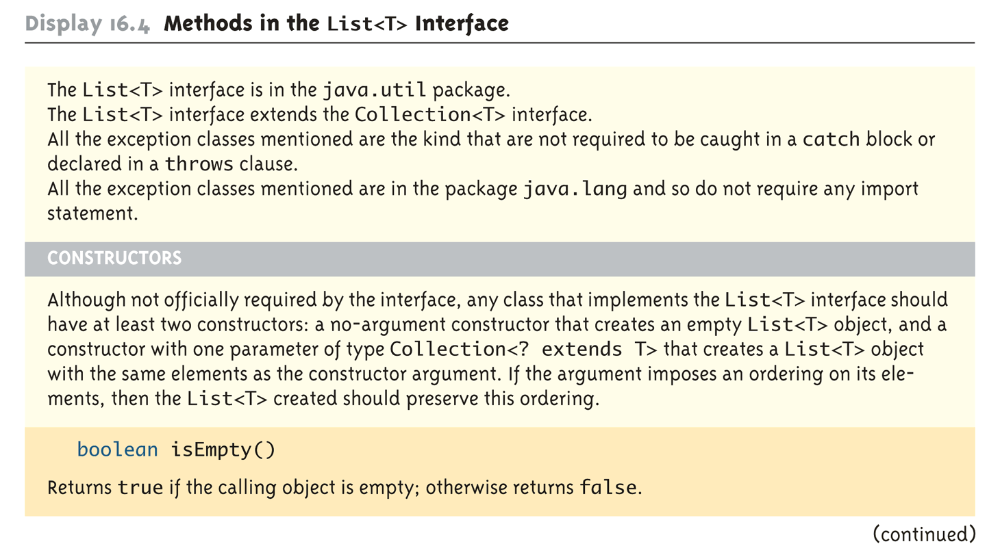 Display 16.4 Methods in the List<T> Interface
The List<T> interface is in the java.util package.
The List<T> interface extends the Collection<T> interface.
All the exception classes mentioned are the kind that are not required to be caught in a catch block or
declared in a throws clause.
All the exception classes mentioned are in the package java.lang and so do not require any import
statement.
CONSTRUCTORS
Although not officially required by the interface, any class that implements the List<T> interface should
have at least two constructors: a no-argument constructor that creates an empty List<T> object, and a
constructor with one parameter of type Collection<? extends T> that creates a List<T> object
with the same elements as the constructor argument. If the argument imposes an ordering on its ele-
ments, then the List<T> created should preserve this ordering.
boolean isEmpty()
Returns true if the calling object is empty; otherwise returns false.
(continued)